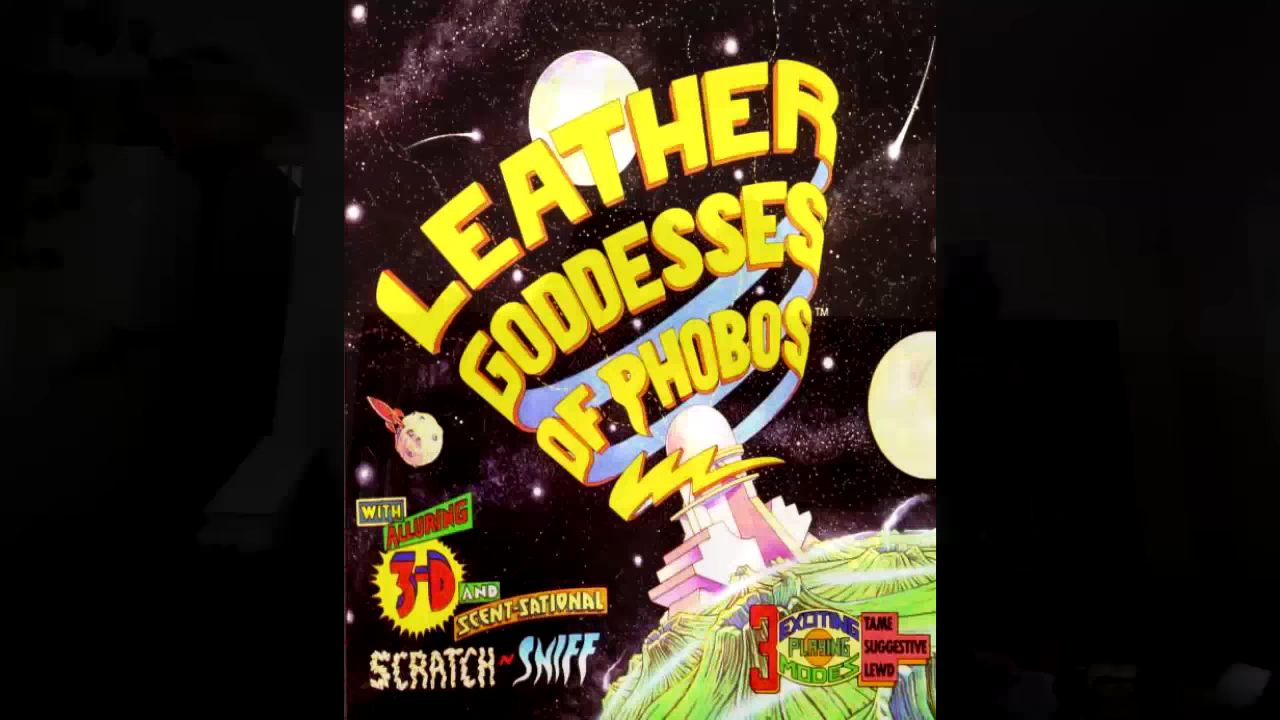 LEATHER
GODDESSES
OF PHOBOS
TM
WITH
ALLURING
3-D
AND
SCENT-SATIONAL
SCRATCH ~ SNIFF
3
EXCITING
PLAYING
MODES
TAME
SUGGESTIVE
LEWD